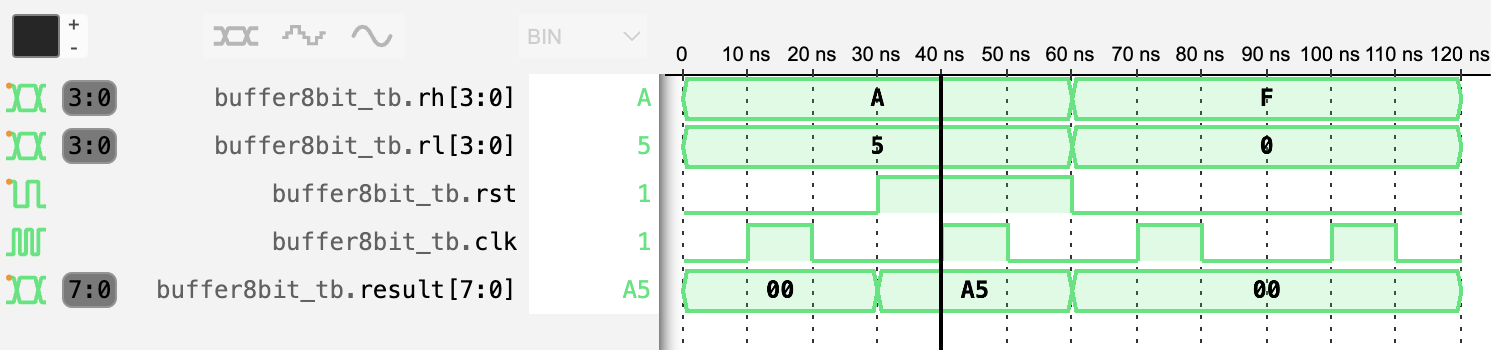 +
-
BIN
0 10 ns 20 ns 30 ns 40 ns 50 ns 60 ns 70 ns 80 ns 90 ns 100 ns 110 ns 120 ns
3:0 buffer8bit_tb.rh[3:0] A A F
3:0 buffer8bit_tb.rl[3:0] 5 5 0
buffer8bit_tb.rst 1
buffer8bit_tb.clk 1
7:0 buffer8bit_tb.result[7:0] A5 00 A5 00